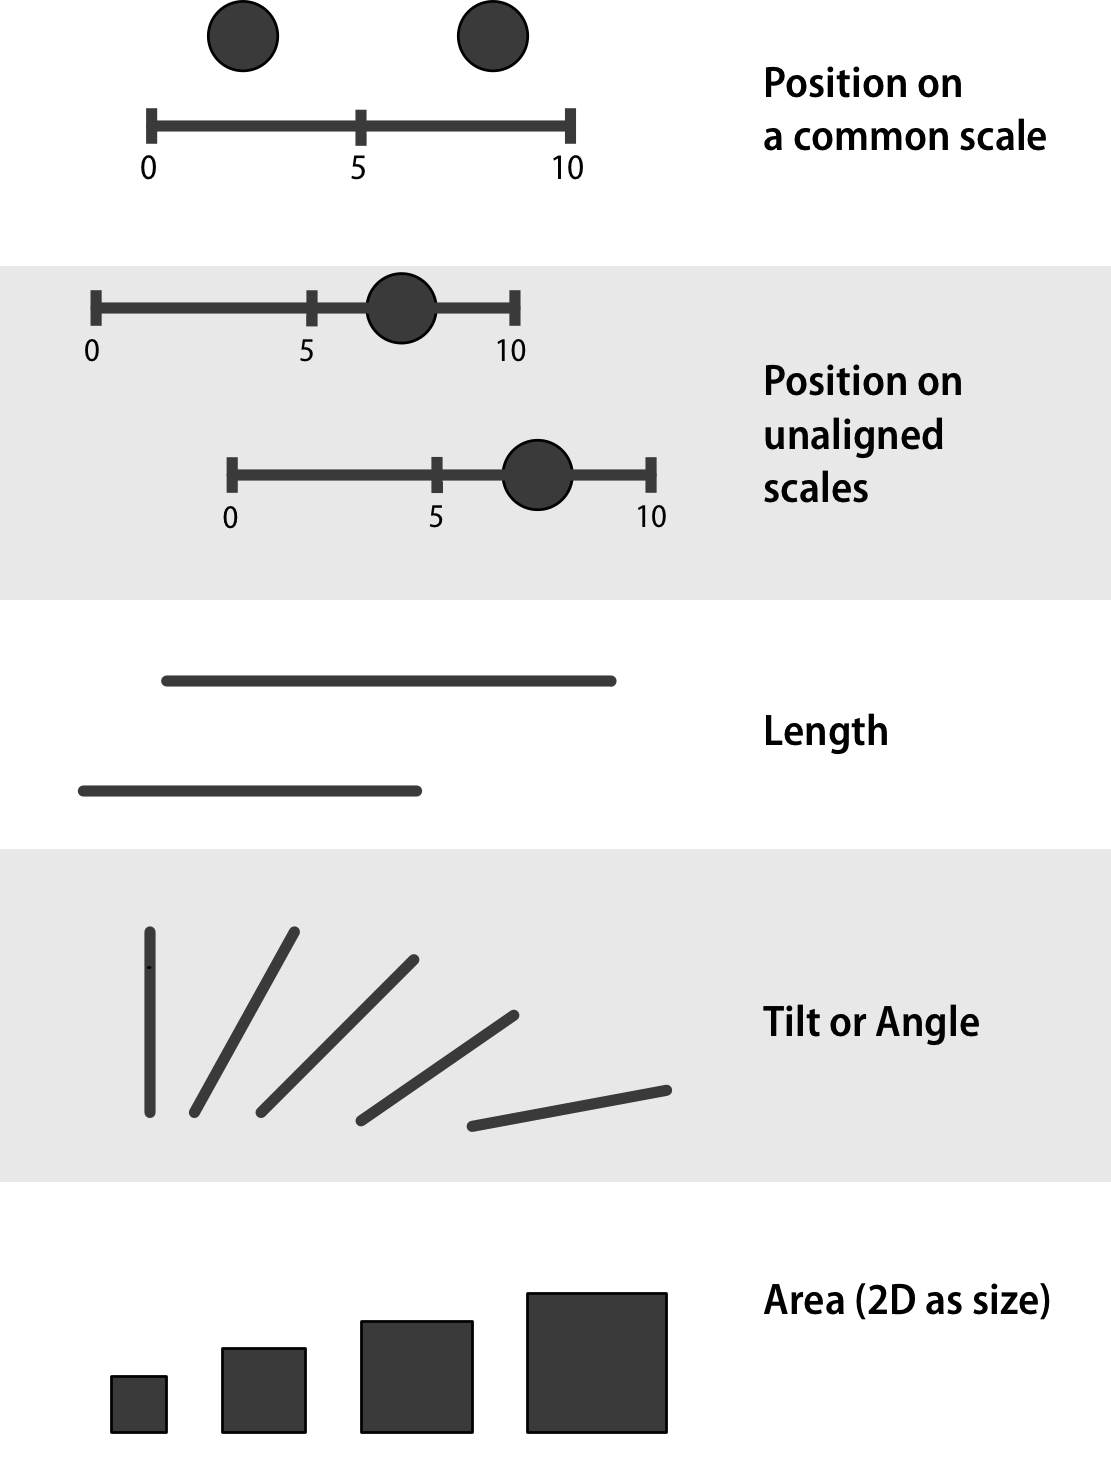 Position on
a common scale
0 5 10
0 5 10
Position on
unaligned
scales
0 5 10
Length
Tilt or Angle
Area (2D as size)